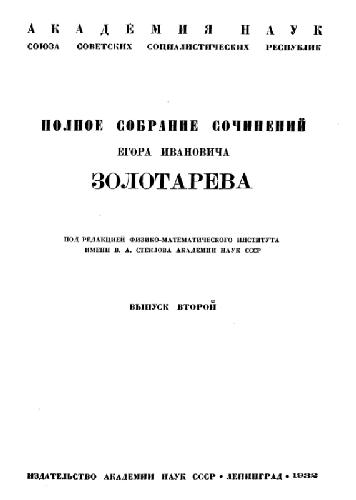 АКАДЕМИЯ НАУК
СОЮЗА СОВЕТСКИХ СОЦИАЛИСТИЧЕСКИХ РЕСПУБЛИК
ПОЛНОЕ СОБРАНИЕ СОЧИНЕНИЙ
ЕГОРА ИВАНОВИЧА
ЗОЛОТАРЕВА
ПОД РЕДАКЦИЕЙ ФИЗИКО-МАТЕМАТИЧЕСКОГО ИНСТИТУТА
ИМЕНИ В. А. СТЕКЛОВА АКАДЕМИИ НАУК СССР
ВЫПУСК ВТОРОЙ
ИЗДАТЕЛЬСТВО АКАДЕМИИ НАУК СССР · ЛЕНИНГРАД · 1932